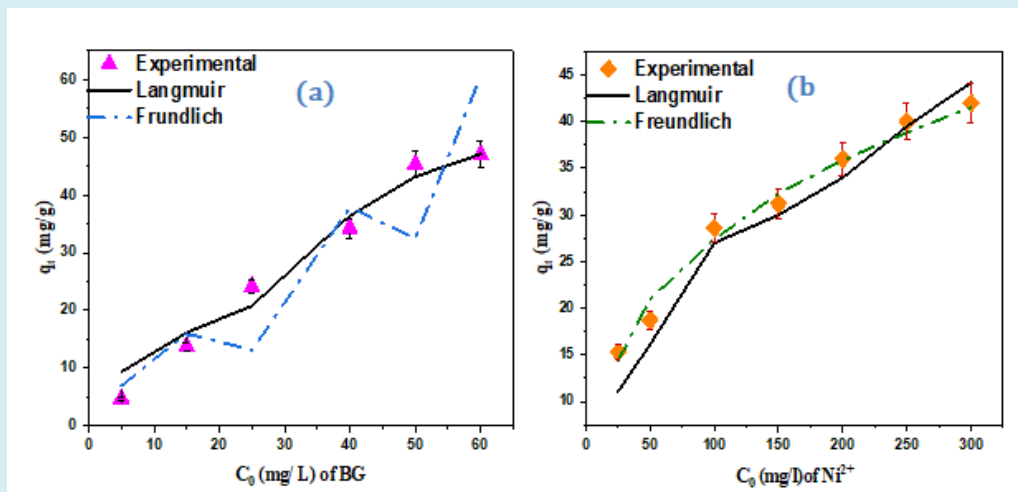 Experimental
Langmuir
Frundlich
(a)
60
50
40
30
20
10
0
0 10 20 30 40 50 60
q_t (mg/g)
C₀ (mg/ L) of BG
Experimental
Langmuir
Freundlich
(b
45
40
35
30
25
20
15
10
0 50 100 150 200 250 300
(mg/g)
C₀ (mg/l)of Ni²⁺